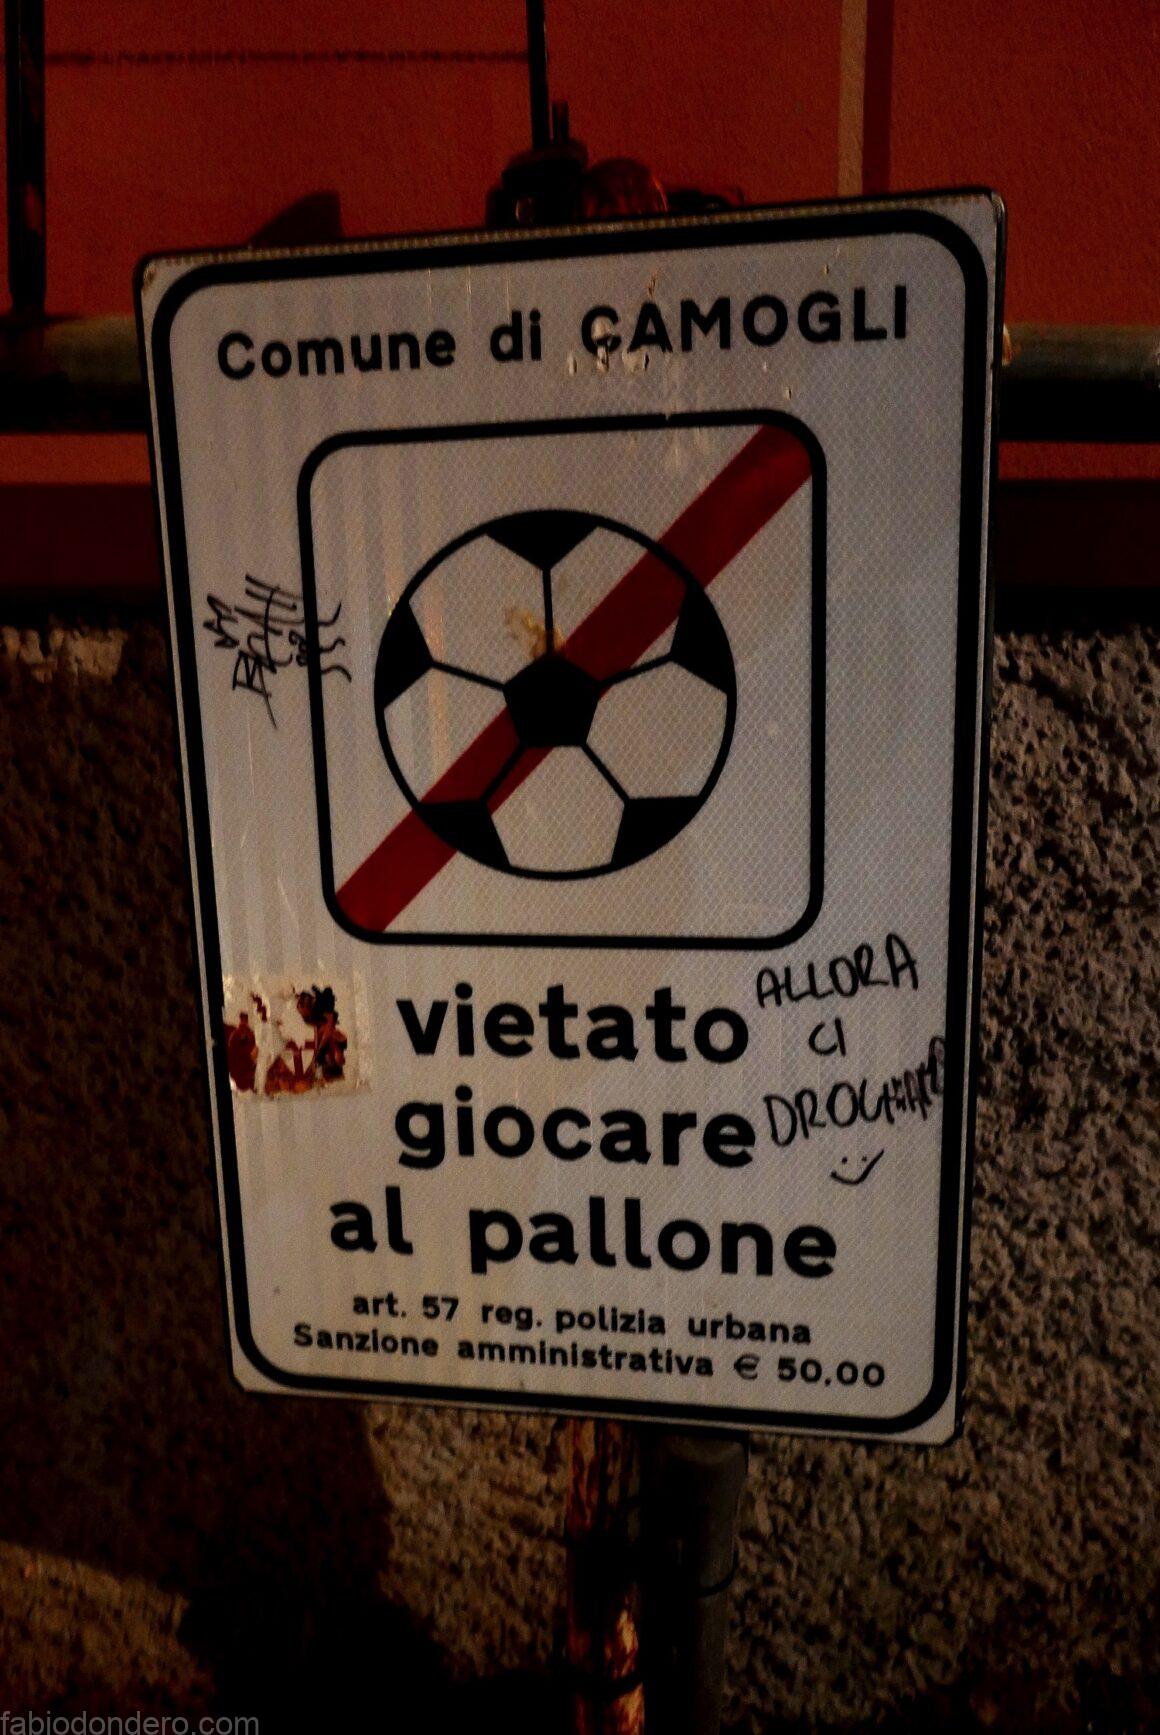 Comune di CAMOGLI
vietato
giocare
al pallone
ALLORA
CI
DROGHIAMO
art. 57 reg. polizia urbana
Sanzione amministrativa € 50,00
fabiodondero.com